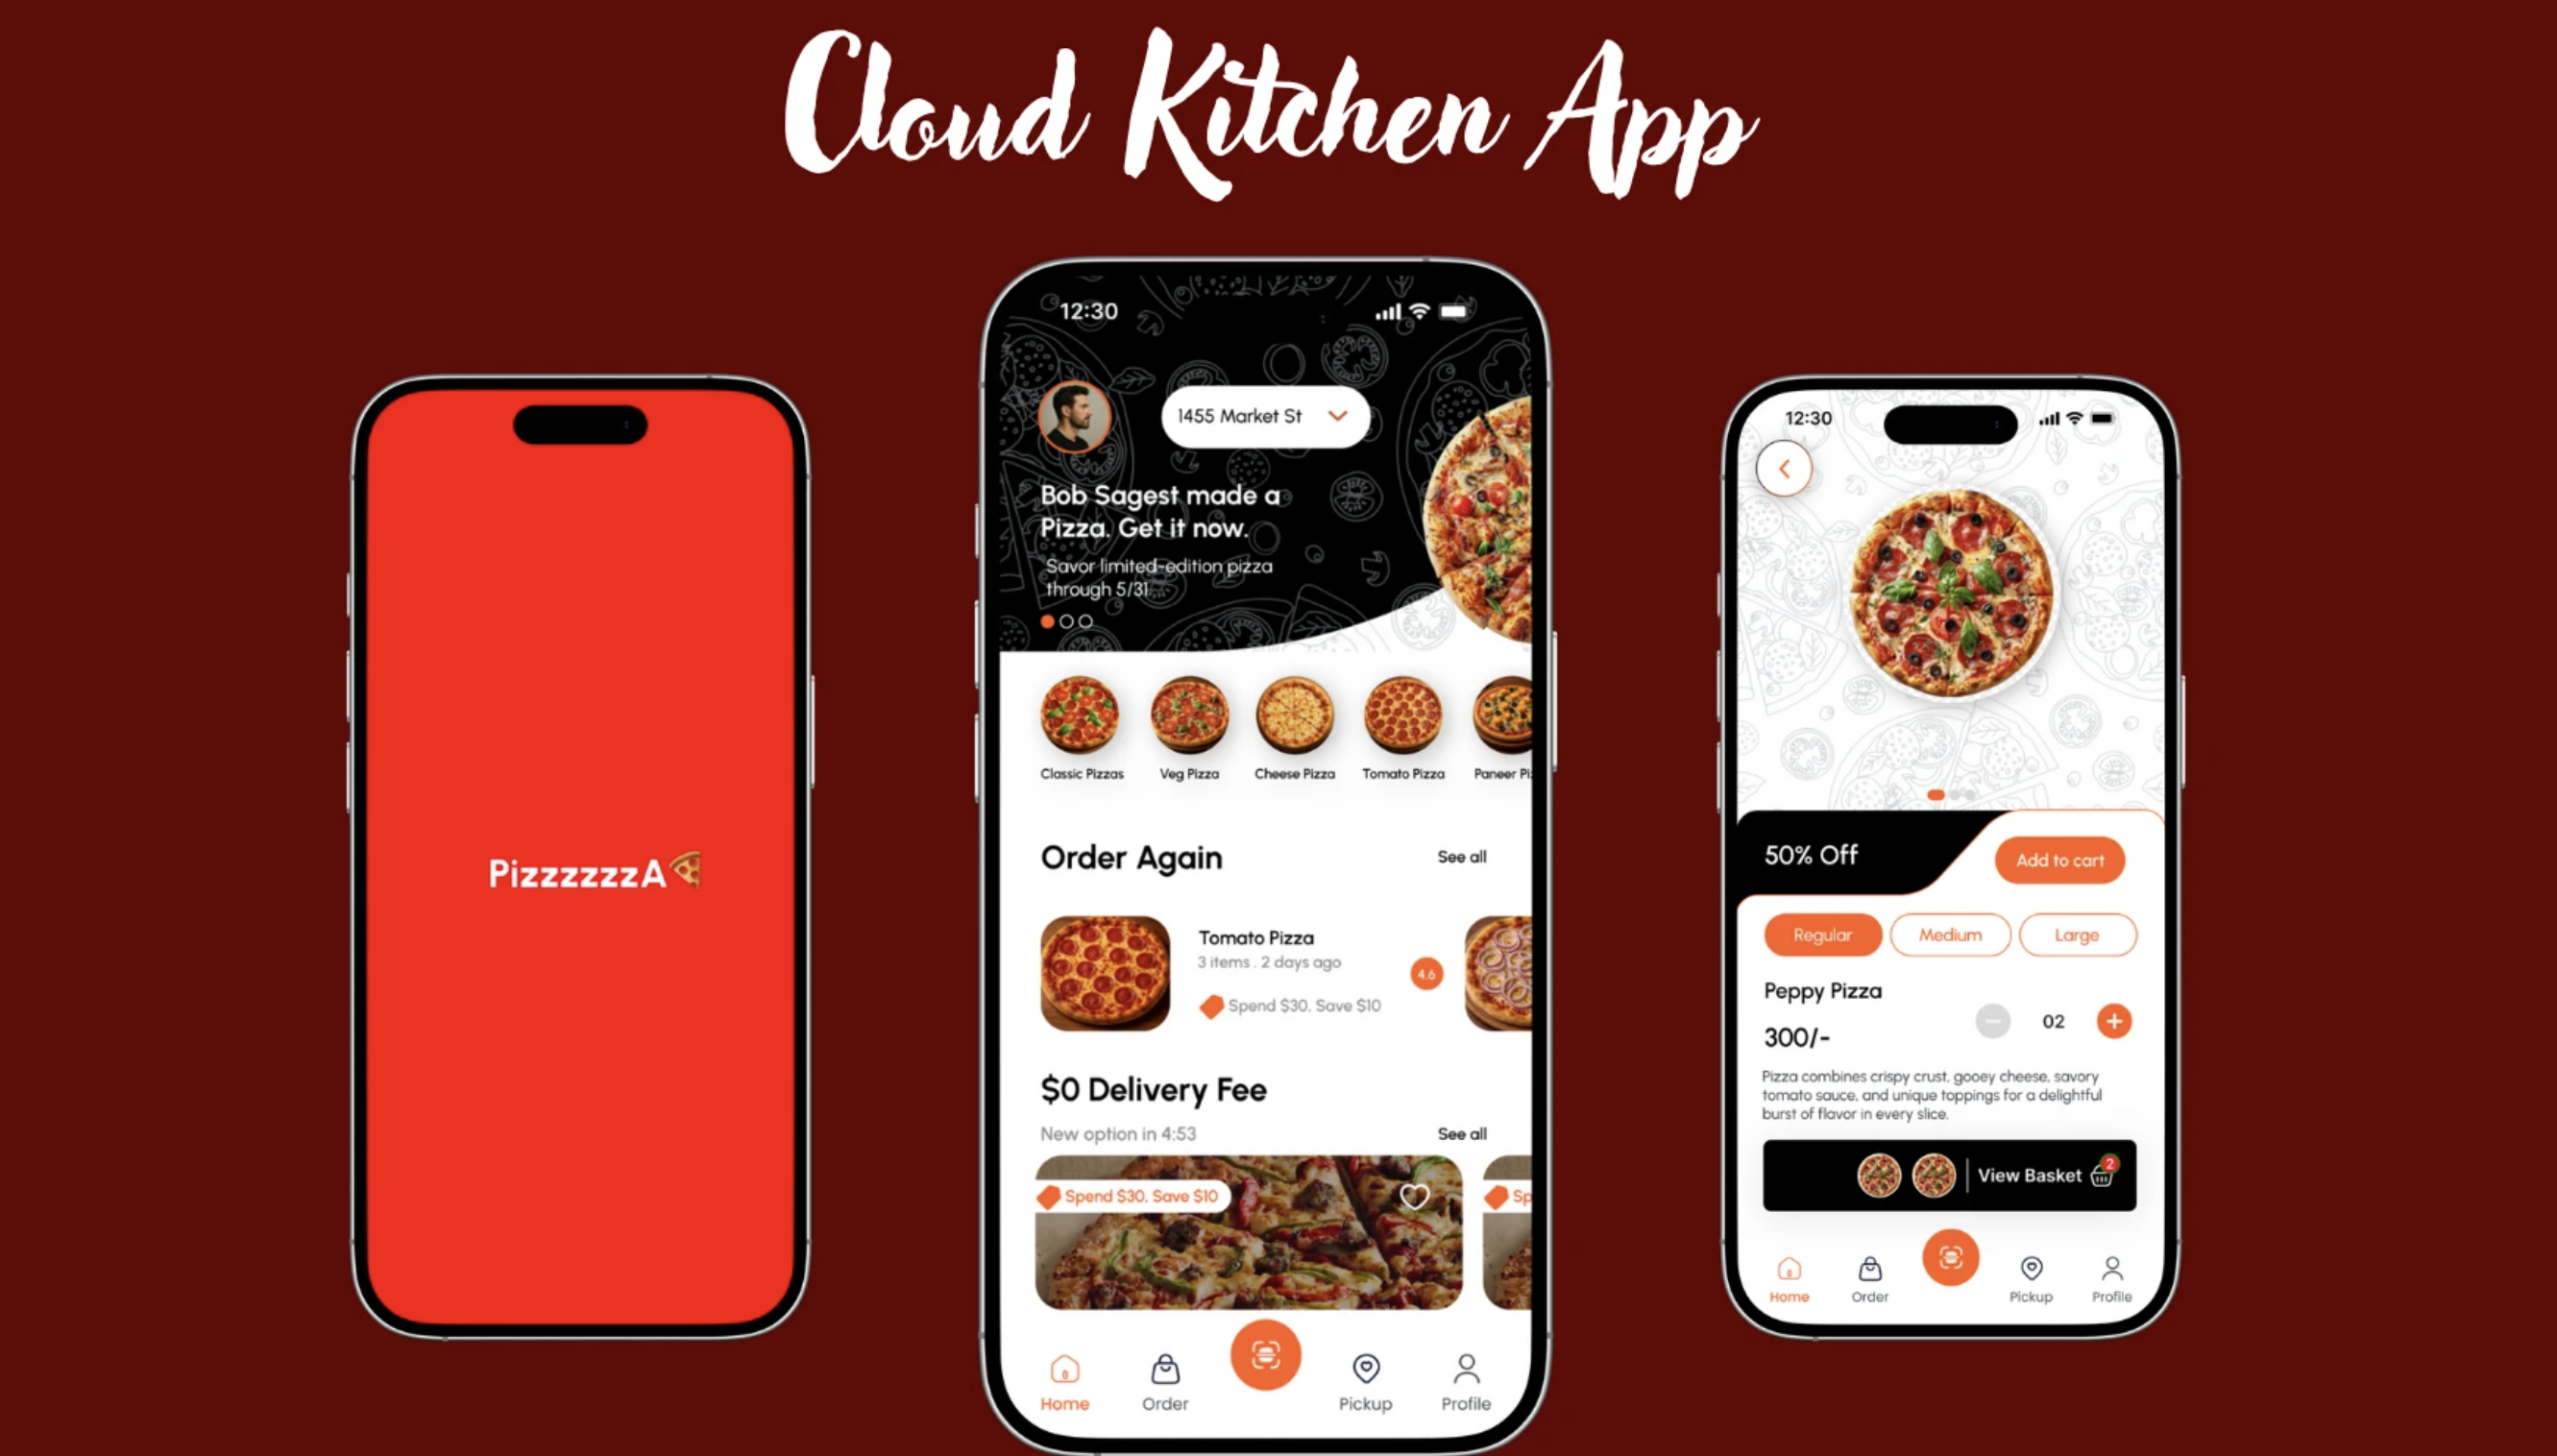 Cloud Kitchen App
PizzzzzzA
12:30
1455 Market St
Bob Sagest made a
Pizza. Get it now.
Savor limited-edition pizza
through 5/31
Classic Pizzas
Veg Pizza
Cheese Pizza
Tomato Pizza
Paneer Pi
Order Again
See all
Tomato Pizza
3 items . 2 days ago
4.6
Spend $30, Save $10
$0 Delivery Fee
New option in 4:53
See all
Spend $30, Save $10
Sp
Home
Order
Pickup
Profile
12:30
50% Off
Add to cart
Regular
Medium
Large
Peppy Pizza
300/-
02
Pizza combines crispy crust, gooey cheese, savory
tomato sauce, and unique toppings for a delightful
burst of flavor in every slice.
View Basket
2
Home
Order
Pickup
Profile